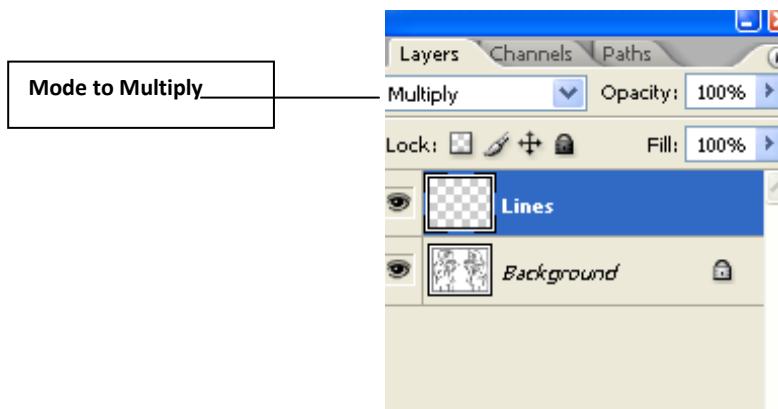 Layers Channels Paths
Mode to Multiply
Multiply Opacity: 100%
Lock: Fill: 100%
Lines
Background